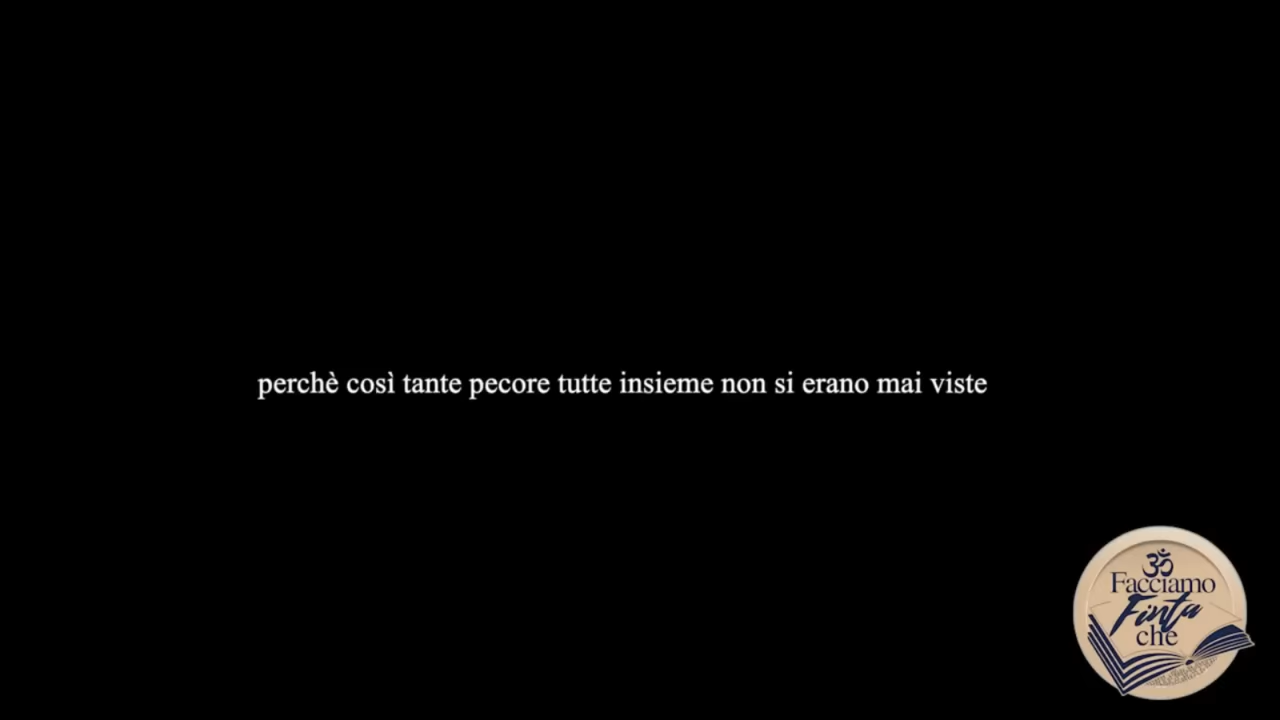 perchè così tante pecore tutte insieme non si erano mai viste
ॐ
Facciamo
Finta
che